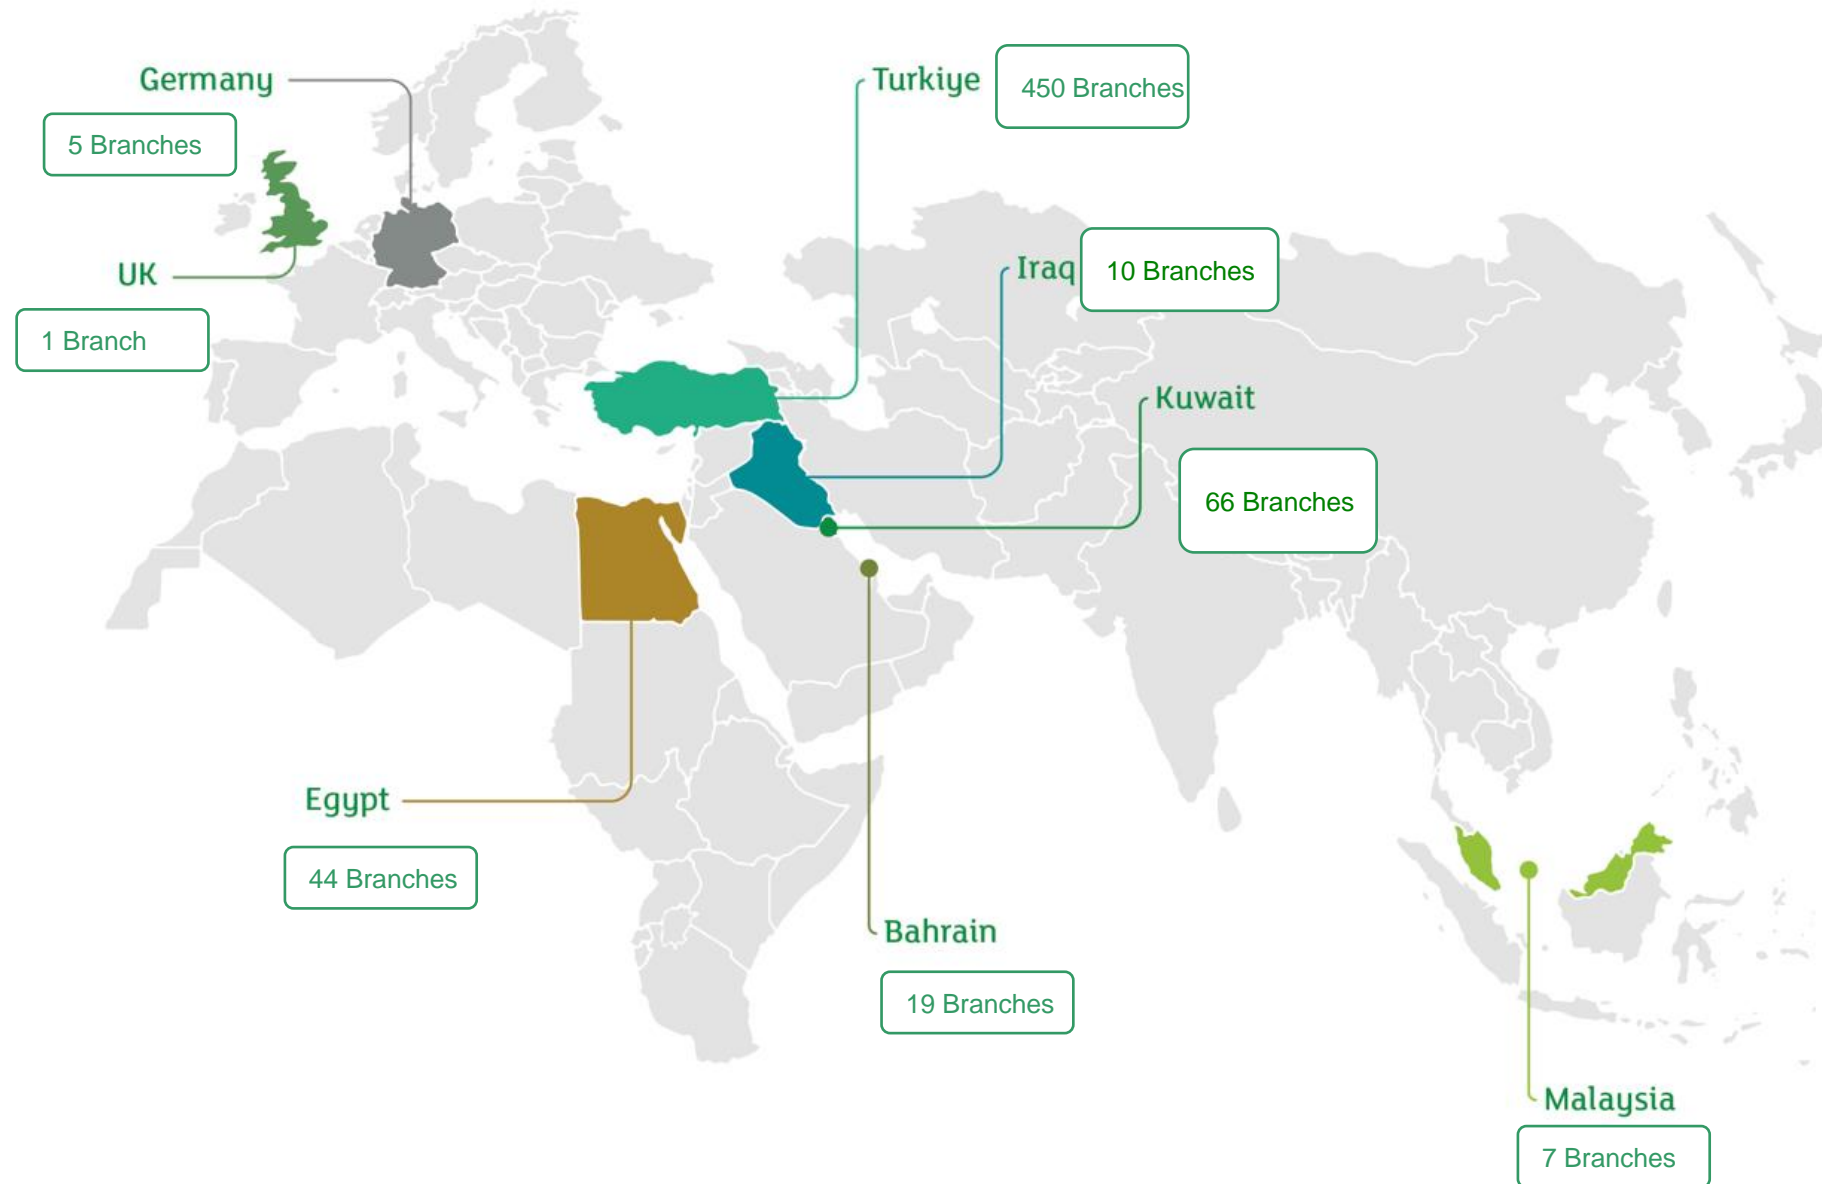 Germany
5 Branches
UK
1 Branch
Turkiye
450 Branches
Iraq
10 Branches
Kuwait
66 Branches
Egypt
44 Branches
Bahrain
19 Branches
Malaysia
7 Branches